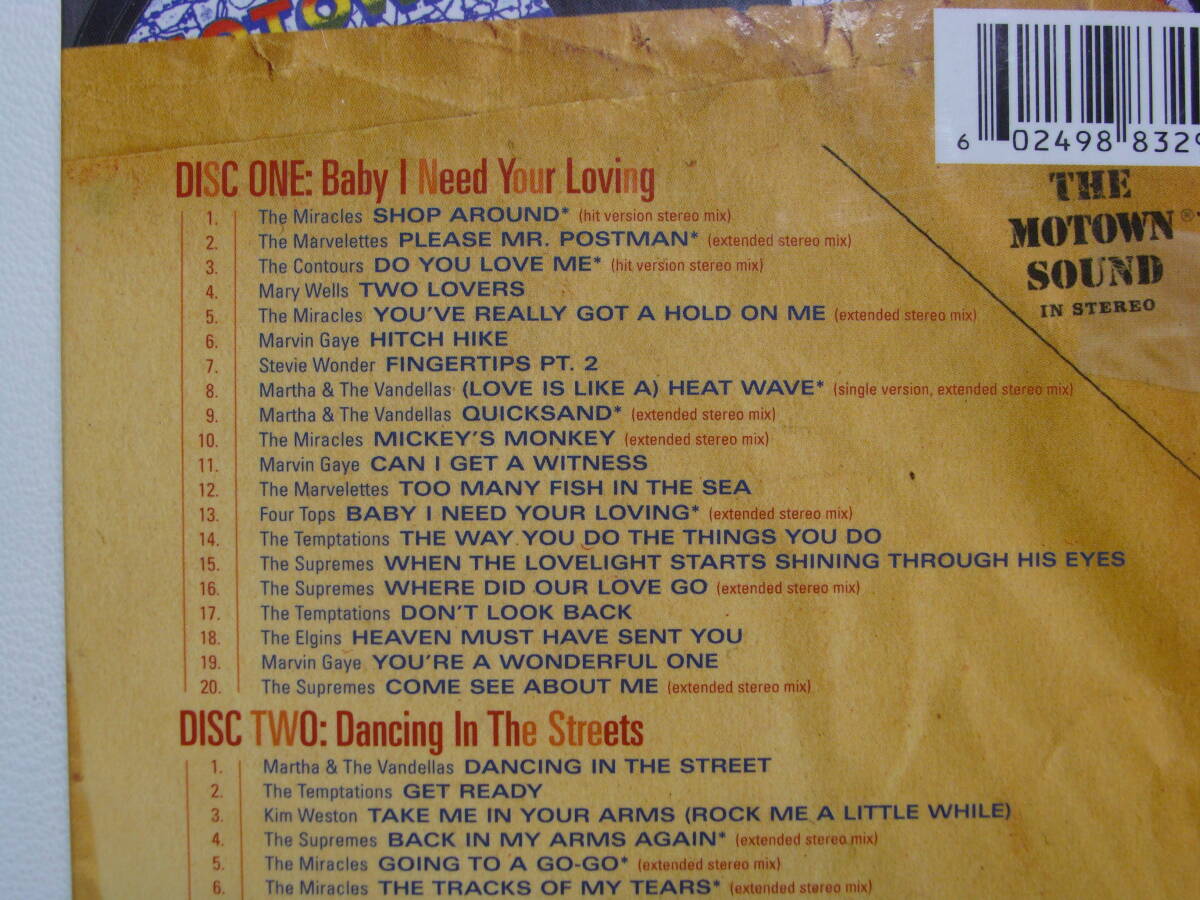 MOTOW
6 02498 8329
THE
MOTOWN®
SOUND
IN STEREO
DISC ONE: Baby I Need Your Loving
1. The Miracles SHOP AROUND* (hit version stereo mix)
2. The Marvelettes PLEASE MR. POSTMAN* (extended stereo mix)
3. The Contours DO YOU LOVE ME* (hit version stereo mix)
4. Mary Wells TWO LOVERS
5. The Miracles YOU'VE REALLY GOT A HOLD ON ME (extended stereo mix)
6. Marvin Gaye HITCH HIKE
7. Stevie Wonder FINGERTIPS PT. 2
8. Martha & The Vandellas (LOVE IS LIKE A) HEAT WAVE* (single version, extended stereo mix)
9. Martha & The Vandellas QUICKSAND* (extended stereo mix)
10. The Miracles MICKEY'S MONKEY (extended stereo mix)
11. Marvin Gaye CAN I GET A WITNESS
12. The Marvelettes TOO MANY FISH IN THE SEA
13. Four Tops BABY I NEED YOUR LOVING* (extended stereo mix)
14. The Temptations THE WAY YOU DO THE THINGS YOU DO
15. The Supremes WHEN THE LOVELIGHT STARTS SHINING THROUGH HIS EYES
16. The Supremes WHERE DID OUR LOVE GO (extended stereo mix)
17. The Temptations DON'T LOOK BACK
18. The Elgins HEAVEN MUST HAVE SENT YOU
19. Marvin Gaye YOU'RE A WONDERFUL ONE
20. The Supremes COME SEE ABOUT ME (extended stereo mix)
DISC TWO: Dancing In The Streets
1. Martha & The Vandellas DANCING IN THE STREET
2. The Temptations GET READY
3. Kim Weston TAKE ME IN YOUR ARMS (ROCK ME A LITTLE WHILE)
4. The Supremes BACK IN MY ARMS AGAIN* (extended stereo mix)
5. The Miracles GOING TO A GO-GO* (extended stereo mix)
6. The Miracles THE TRACKS OF MY TEARS* (extended stereo mix)